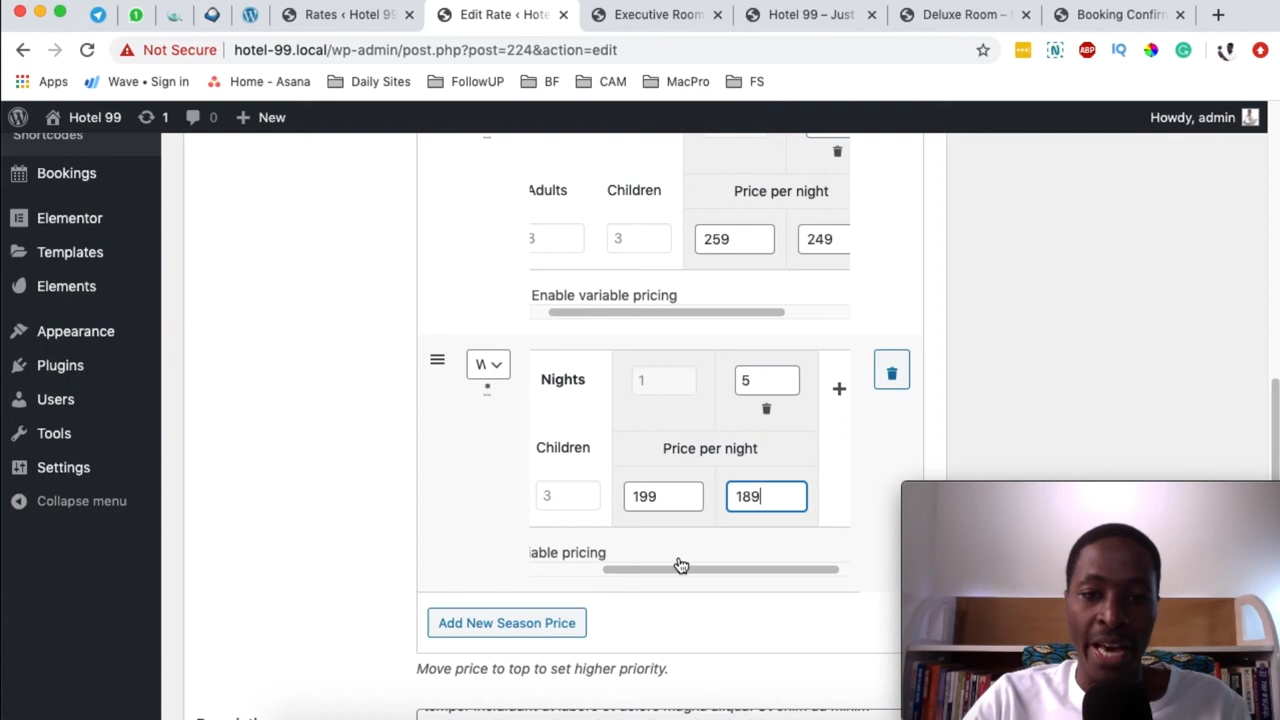 Rates ‹ Hotel 99
Edit Rate ‹ Hote
Executive Room
Hotel 99 – Just
Deluxe Room –
Booking Confirm
Not Secure
hotel-99.local/wp-admin/post.php?post=224&action=edit
ABP
IQ
Apps
Wave • Sign in
Home - Asana
Daily Sites
FollowUP
BF
CAM
MacPro
FS
Hotel 99
1
0
New
Howdy, admin
Shortcodes
Bookings
Elementor
Templates
Elements
Appearance
Plugins
Users
Tools
Settings
Collapse menu
Adults
Children
Price per night
3
3
259
249
Enable variable pricing
W
Nights
1
5
Children
Price per night
3
199
189
iable pricing
Add New Season Price
Move price to top to set higher priority.